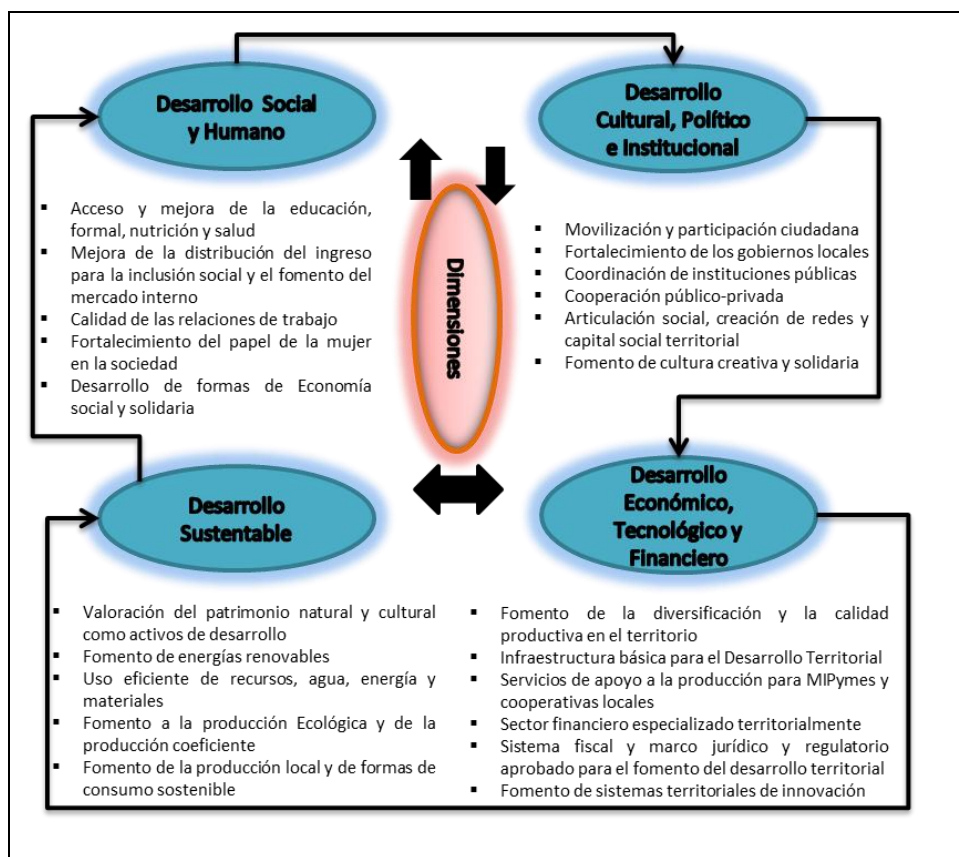 Desarrollo Social
y Humano
Desarrollo
Cultural, Político
e Institucional
▪ Acceso y mejora de la educación,
formal, nutrición y salud
▪ Mejora de la distribución del ingreso
para la inclusión social y el fomento del
mercado interno
▪ Calidad de las relaciones de trabajo
▪ Fortalecimiento del papel de la mujer
en la sociedad
▪ Desarrollo de formas de Economía
social y solidaria
Dimensiones
▪ Movilización y participación ciudadana
▪ Fortalecimiento de los gobiernos locales
▪ Coordinación de instituciones públicas
▪ Cooperación público-privada
▪ Articulación social, creación de redes y
capital social territorial
▪ Fomento de cultura creativa y solidaria
Desarrollo
Sustentable
Desarrollo
Económico,
Tecnológico y
Financiero
▪ Valoración del patrimonio natural y cultural
como activos de desarrollo
▪ Fomento de energías renovables
▪ Uso eficiente de recursos, agua, energía y
materiales
▪ Fomento a la producción Ecológica y de la
producción coeficiente
▪ Fomento de la producción local y de formas de
consumo sostenible
▪ Fomento de la diversificación y la calidad
productiva en el territorio
▪ Infraestructura básica para el Desarrollo Territorial
▪ Servicios de apoyo a la producción para MIPymes y
cooperativas locales
▪ Sector financiero especializado territorialmente
▪ Sistema fiscal y marco jurídico y regulatorio
aprobado para el fomento del desarrollo territorial
▪ Fomento de sistemas territoriales de innovación